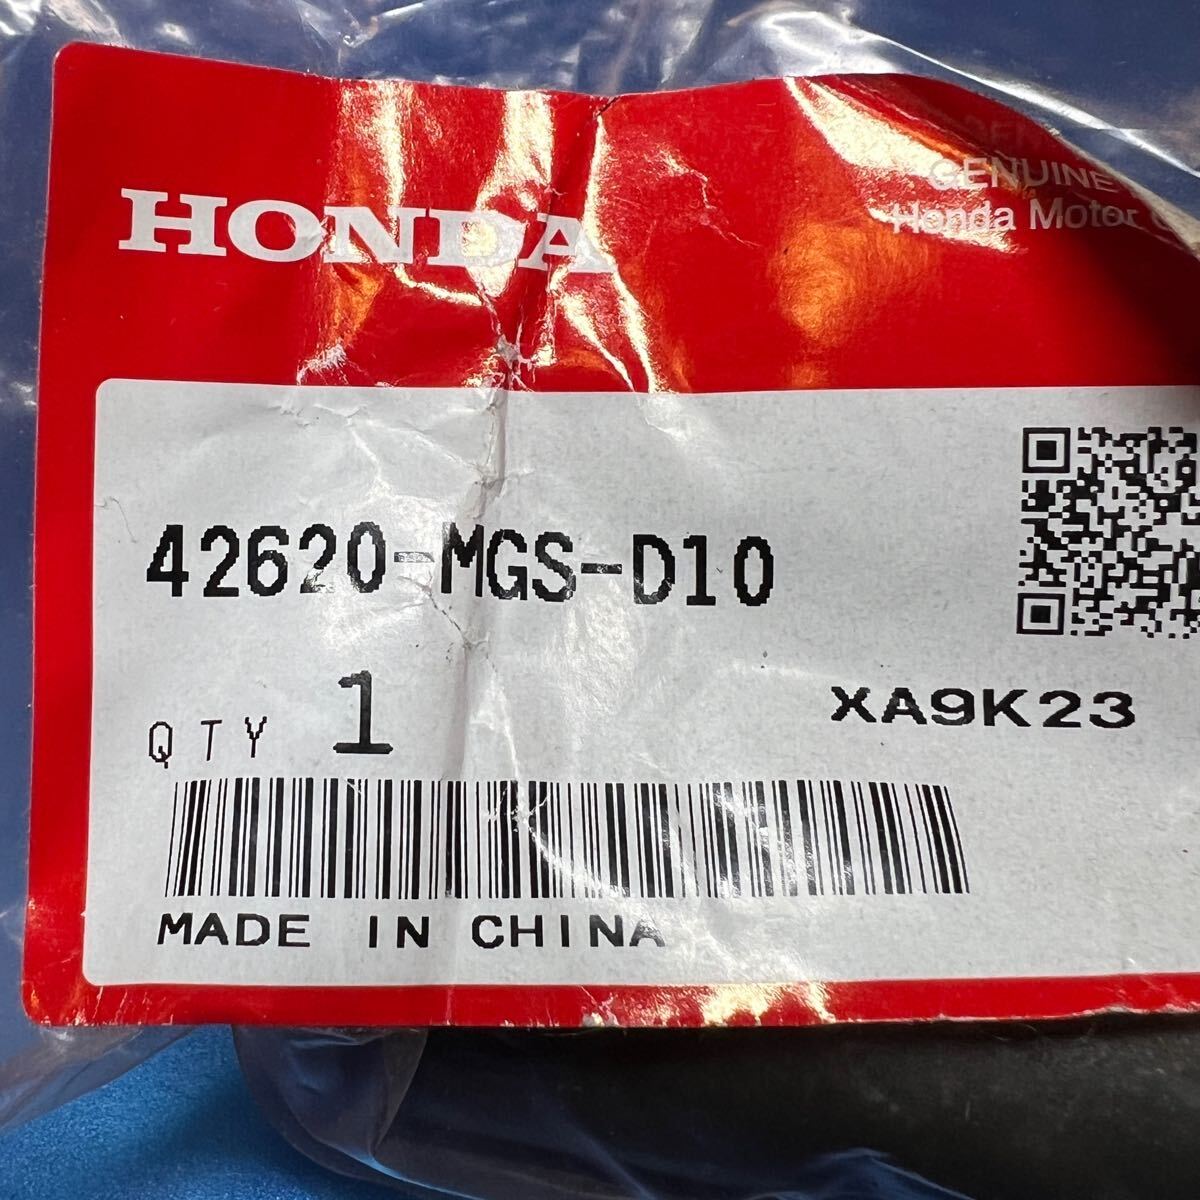 HONDA
GENUINE
Honda Motor
42620-MGS-D10
QTY 1
XA9K23
MADE IN CHINA